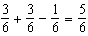 3/6 + 3/6 − 1/6 = 5/6